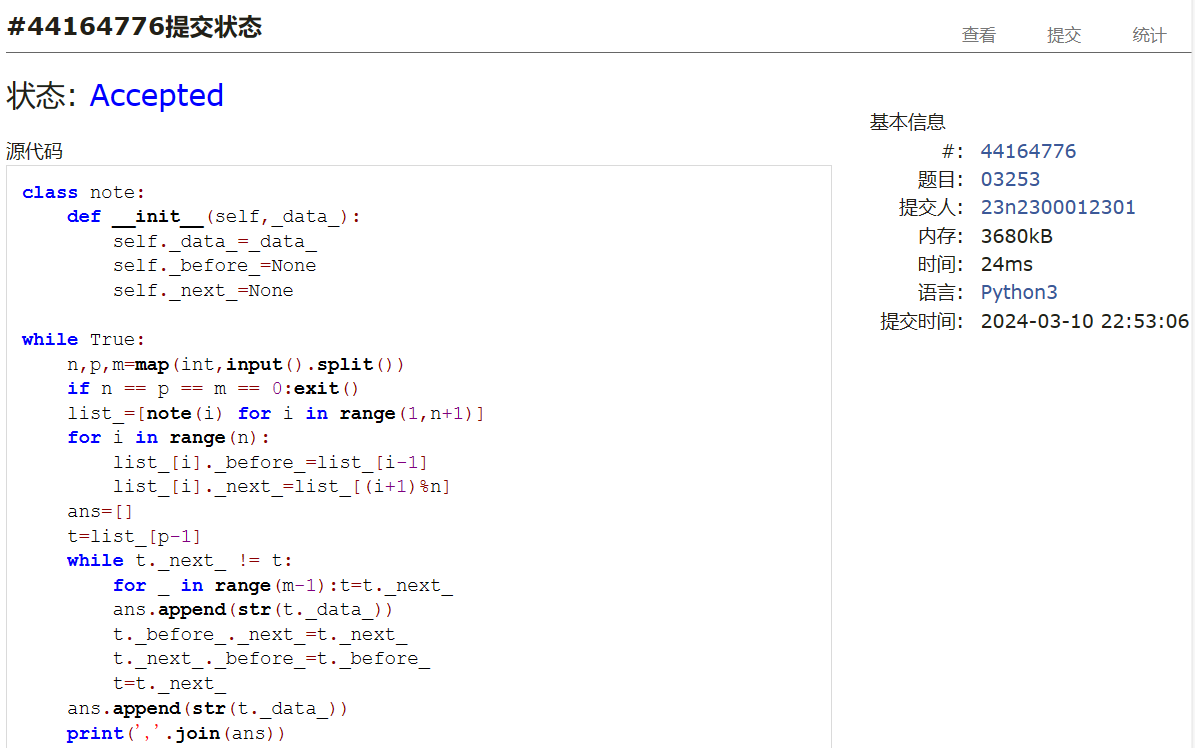 #44164776提交状态
查看 提交 统计
状态: Accepted
源代码
class note:
    def __init__(self,_data_):
        self._data_=_data_
        self._before_=None
        self._next_=None

while True:
    n,p,m=map(int,input().split())
    if n == p == m == 0:exit()
    list_=[note(i) for i in range(1,n+1)]
    for i in range(n):
        list_[i]._before_=list_[i-1]
        list_[i]._next_=list_[(i+1)%n]
    ans=[]
    t=list_[p-1]
    while t._next_ != t:
        for _ in range(m-1):t=t._next_
        ans.append(str(t._data_))
        t._before_._next_=t._next_
        t._next_._before_=t._before_
        t=t._next_
    ans.append(str(t._data_))
    print(','.join(ans))
基本信息
#: 44164776
题目: 03253
提交人: 23n2300012301
内存: 3680kB
时间: 24ms
语言: Python3
提交时间: 2024-03-10 22:53:06